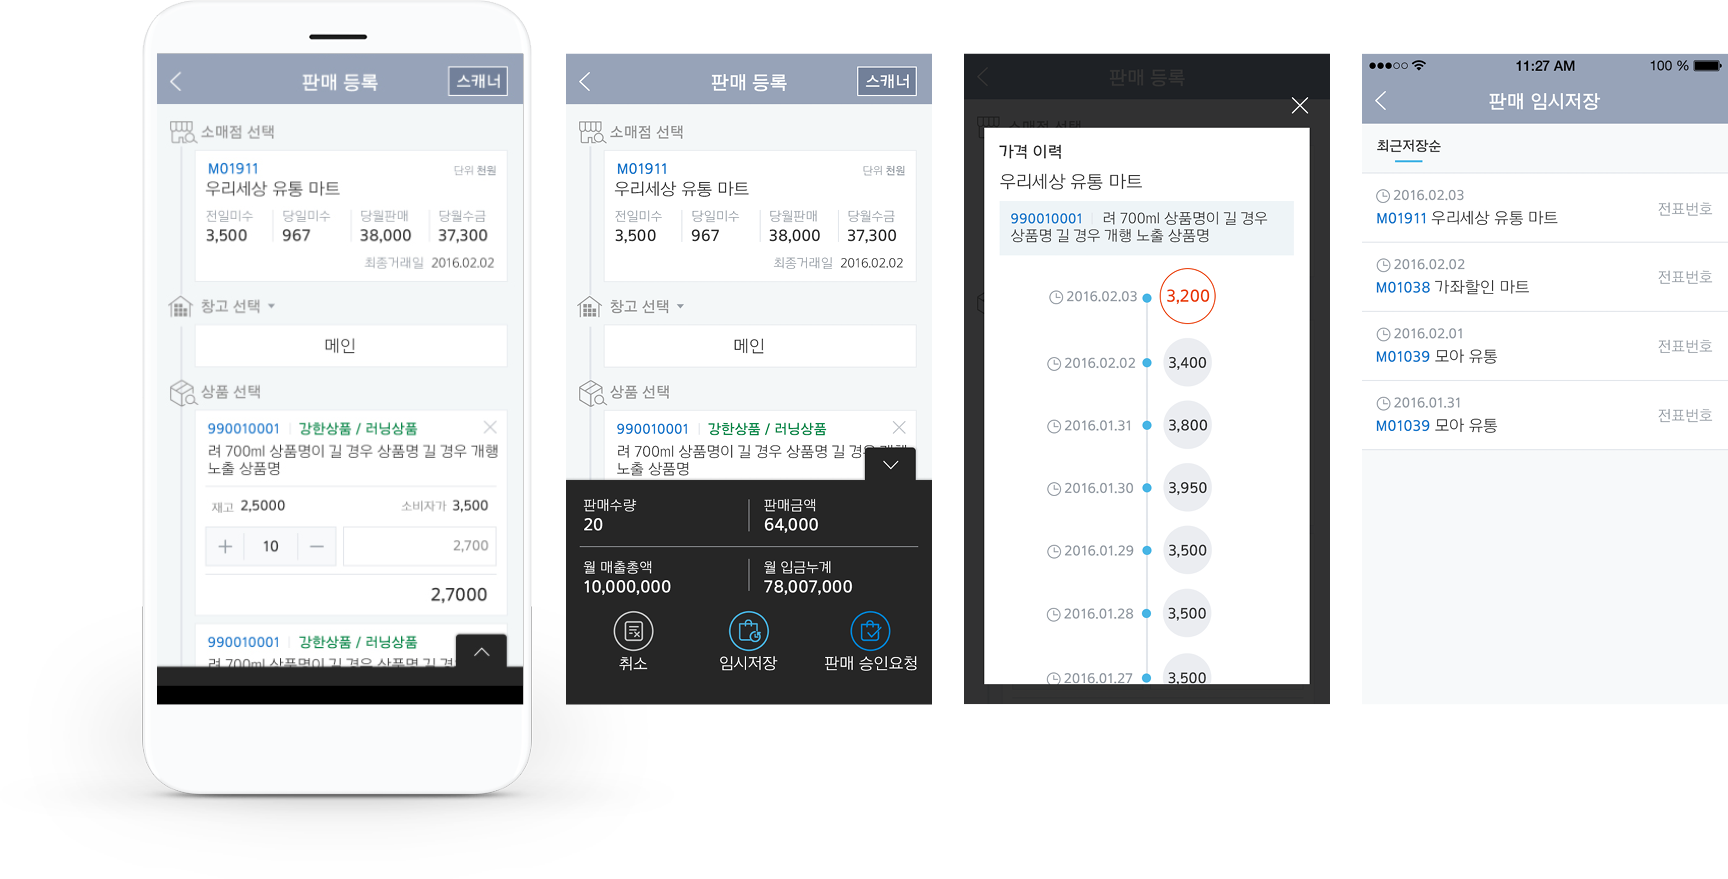 판매 등록
스캐너
소매점 선택
M01911
단위 천원
우리세상 유통 마트
전일미수 당일미수 당월판매 당월수금
3,500 967 38,000 37,300
최종거래일 2016.02.02
창고 선택
메인
상품 선택
990010001 강한상품 / 러닝상품
려 700ml 상품명이 길 경우 상품명 길 경우 개행
노출 상품명
재고 2,5000 소비자가 3,500
+ 10 − 2,700
2,7000
990010001 강한상품 / 러닝상품
려 700ml 상품명이 길 경우 상품명 길 경
판매 등록
스캐너
소매점 선택
M01911
단위 천원
우리세상 유통 마트
전일미수 당일미수 당월판매 당월수금
3,500 967 38,000 37,300
최종거래일 2016.02.02
창고 선택
메인
상품 선택
990010001 강한상품 / 러닝상품
려 700ml 상품명이 길 경우 상품명 길 경우 개행
노출 상품명
판매수량 판매금액
20 64,000
월 매출총액 월 입금누계
10,000,000 78,007,000
취소 임시저장 판매 승인요청
판매 등록
소매점 선택
가격 이력
우리세상 유통 마트
990010001 려 700ml 상품명이 길 경우
상품명 길 경우 개행 노출 상품명
2016.02.03 3,200
2016.02.02 3,400
2016.01.31 3,800
2016.01.30 3,950
2016.01.29 3,500
2016.01.28 3,500
2016.01.27 3,500
11:27 AM 100 %
판매 임시저장
최근저장순
2016.02.03
M01911 우리세상 유통 마트 전표번호
2016.02.02
M01038 가좌할인 마트 전표번호
2016.02.01
M01039 모아 유통 전표번호
2016.01.31
M01039 모아 유통 전표번호